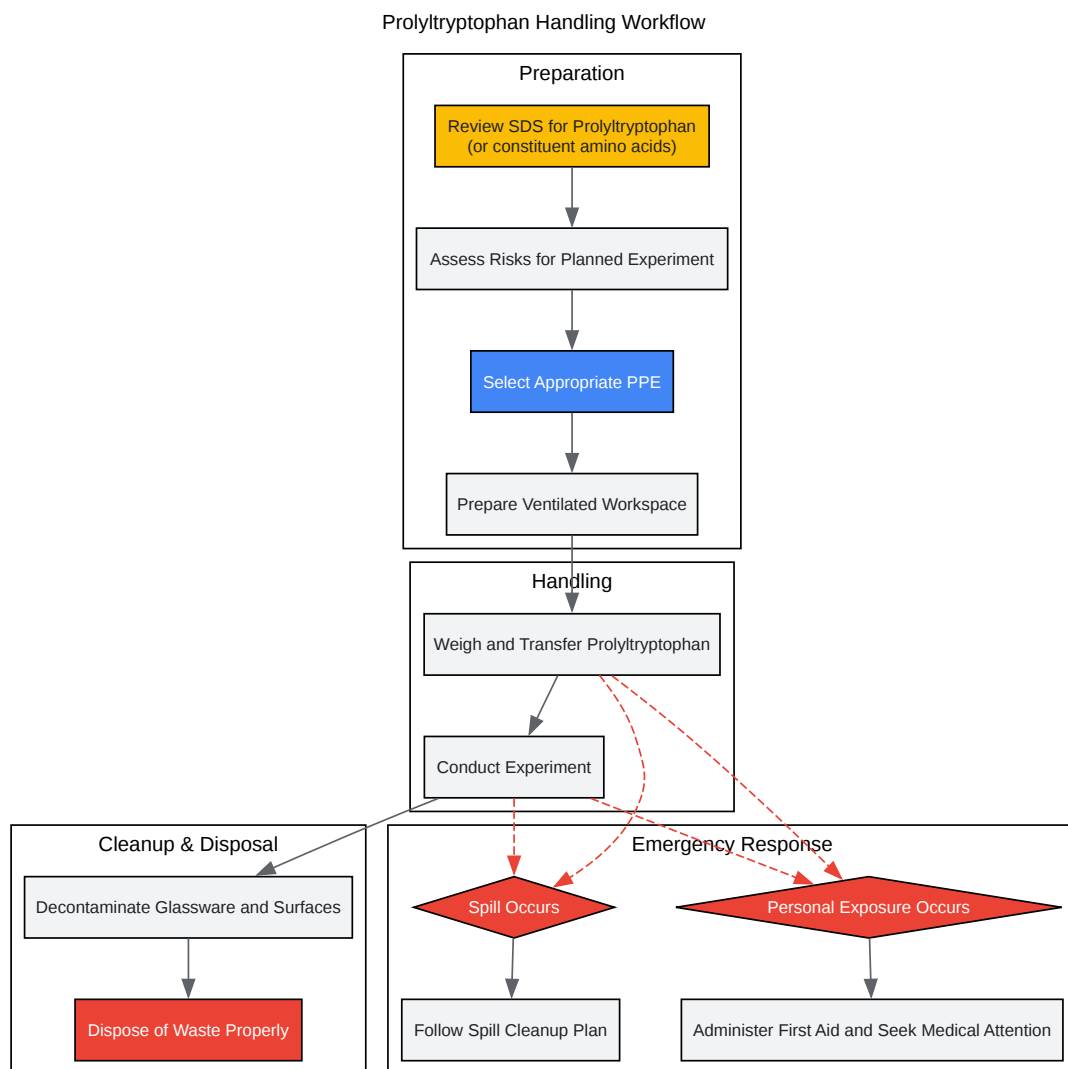 Prolyltryptophan Handling Workflow
Preparation
Review SDS for Prolyltryptophan
(or constituent amino acids)
Assess Risks for Planned Experiment
Select Appropriate PPE
Prepare Ventilated Workspace
Handling
Weigh and Transfer Prolyltryptophan
Conduct Experiment
Cleanup & Disposal
Decontaminate Glassware and Surfaces
Dispose of Waste Properly
Emergency Response
Spill Occurs
Personal Exposure Occurs
Follow Spill Cleanup Plan
Administer First Aid and Seek Medical Attention